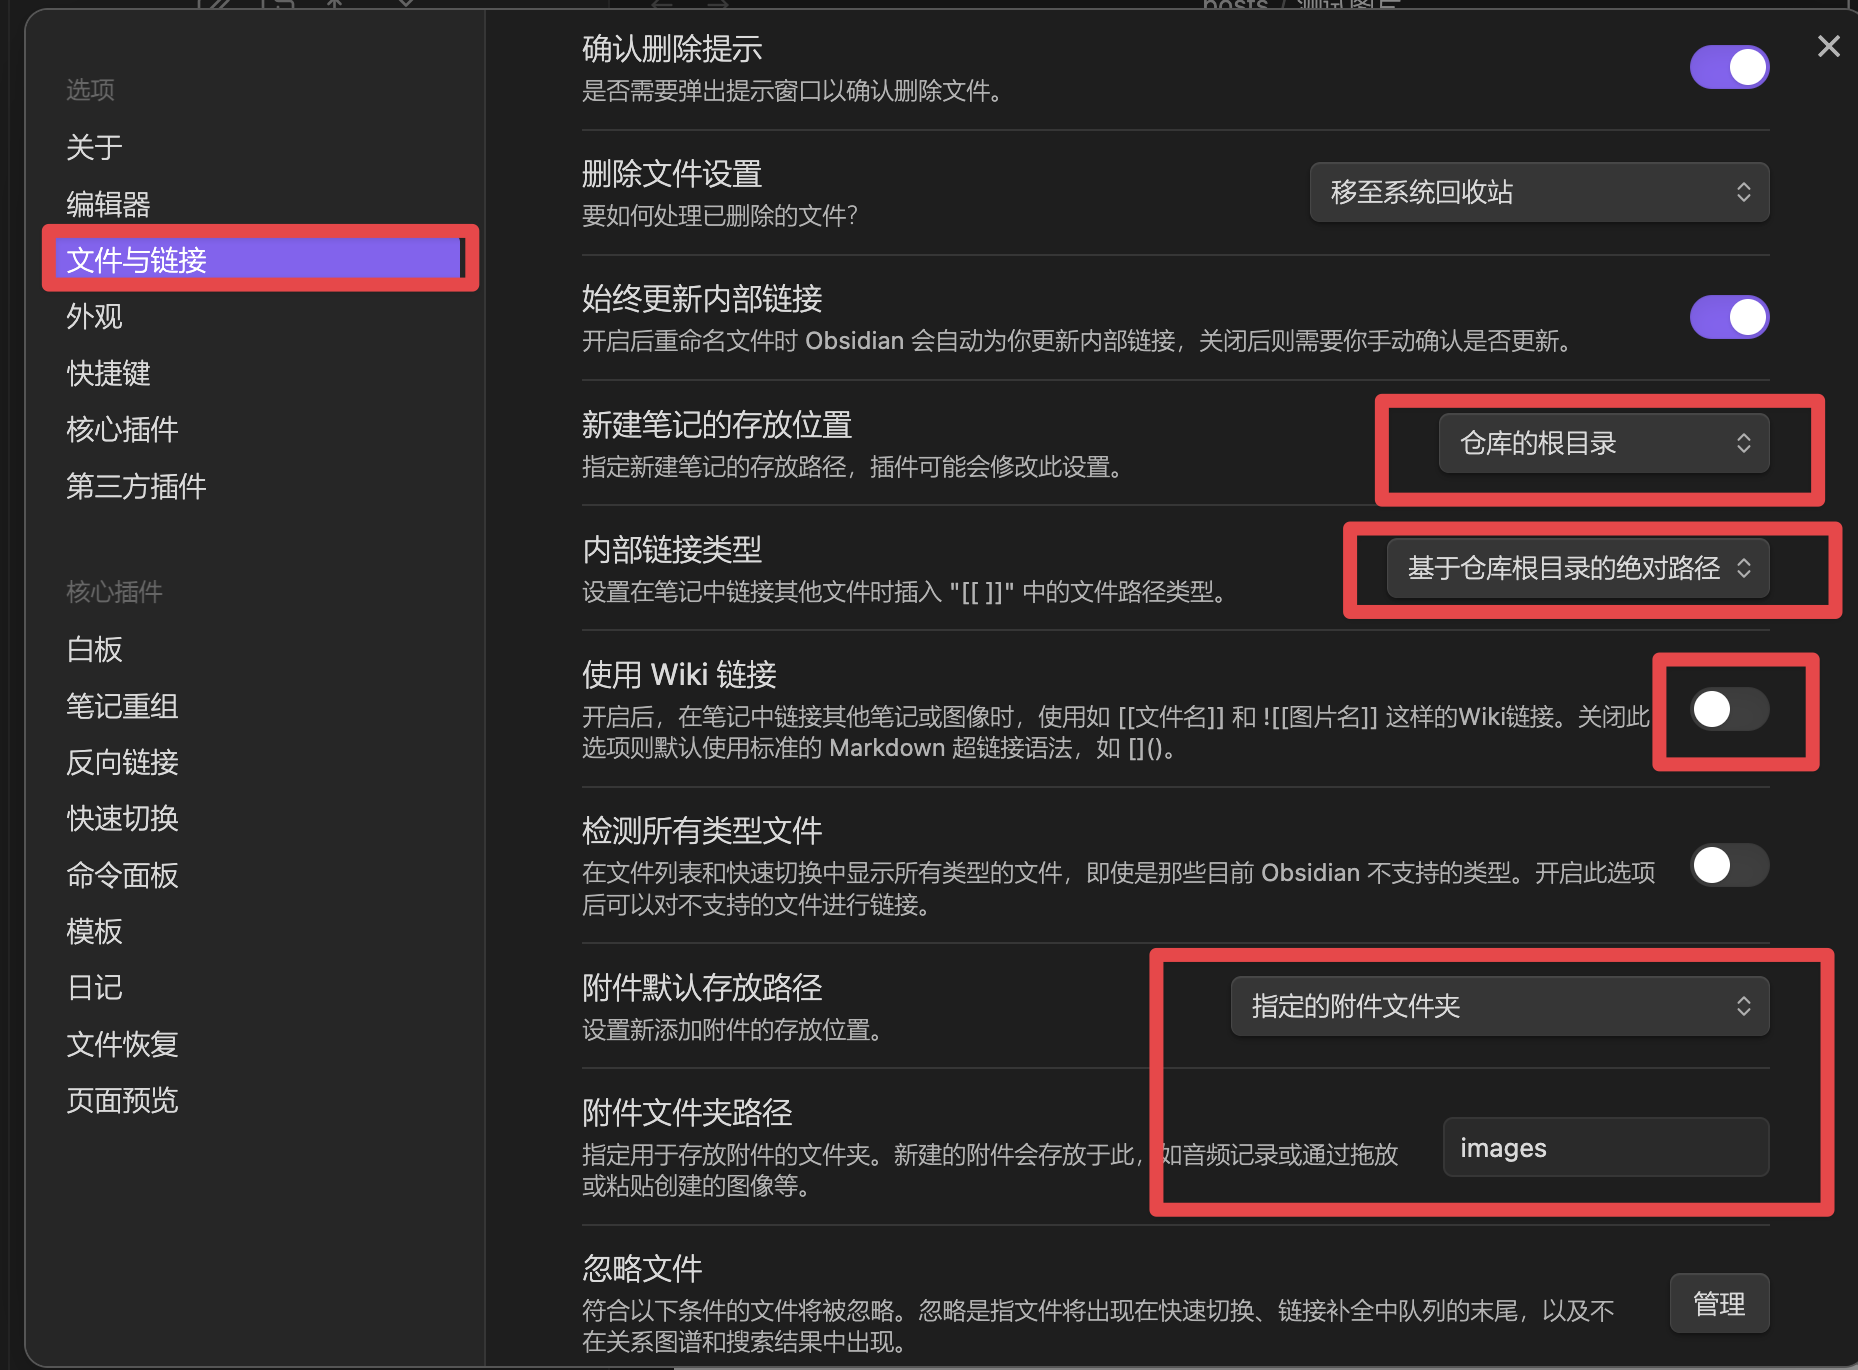 posts / 测试图片
选项
关于
编辑器
文件与链接
外观
快捷键
核心插件
第三方插件
核心插件
白板
笔记重组
反向链接
快速切换
命令面板
模板
日记
文件恢复
页面预览
确认删除提示
是否需要弹出提示窗口以确认删除文件。
删除文件设置
要如何处理已删除的文件？
移至系统回收站
始终更新内部链接
开启后重命名文件时 Obsidian 会自动为你更新内部链接，关闭后则需要你手动确认是否更新。
新建笔记的存放位置
指定新建笔记的存放路径，插件可能会修改此设置。
仓库的根目录
内部链接类型
设置在笔记中链接其他文件时插入 "[[ ]]" 中的文件路径类型。
基于仓库根目录的绝对路径
使用 Wiki 链接
开启后，在笔记中链接其他笔记或图像时，使用如 [[文件名]] 和 ![[图片名]] 这样的Wiki链接。关闭此
选项则默认使用标准的 Markdown 超链接语法，如 []()。
检测所有类型文件
在文件列表和快速切换中显示所有类型的文件，即使是那些目前 Obsidian 不支持的类型。开启此选项
后可以对不支持的文件进行链接。
附件默认存放路径
设置新添加附件的存放位置。
指定的附件文件夹
附件文件夹路径
指定用于存放附件的文件夹。新建的附件会存放于此，如音频记录或通过拖放
或粘贴创建的图像等。
images
忽略文件
符合以下条件的文件将被忽略。忽略是指文件将出现在快速切换、链接补全中队列的末尾，以及不
在关系图谱和搜索结果中出现。
管理